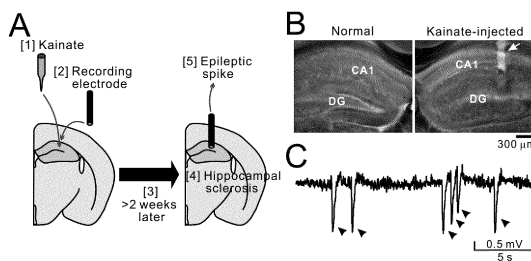 A
[1] Kainate
[2] Recording
electrode
[3]
>2 weeks
later
[5] Epileptic
spike
[4] Hippocampal
sclerosis
B
Normal
Kainate-injected
CA1
DG
CA1
DG
300 μm
C
0.5 mV
5 s